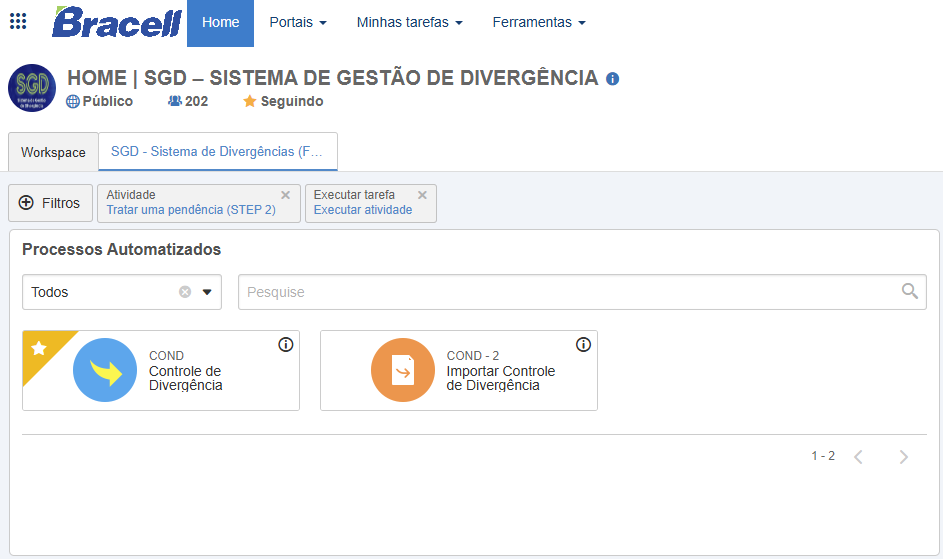 Bracell
Home
Portais
Minhas tarefas
Ferramentas
SGD
HOME | SGD – SISTEMA DE GESTÃO DE DIVERGÊNCIA
Público
202
Seguindo
Workspace
SGD - Sistema de Divergências (F...
Filtros
Atividade
Tratar uma pendência (STEP 2)
Executar tarefa
Executar atividade
Processos Automatizados
Todos
Pesquise
COND
Controle de
Divergência
COND - 2
Importar Controle
de Divergência
1 - 2